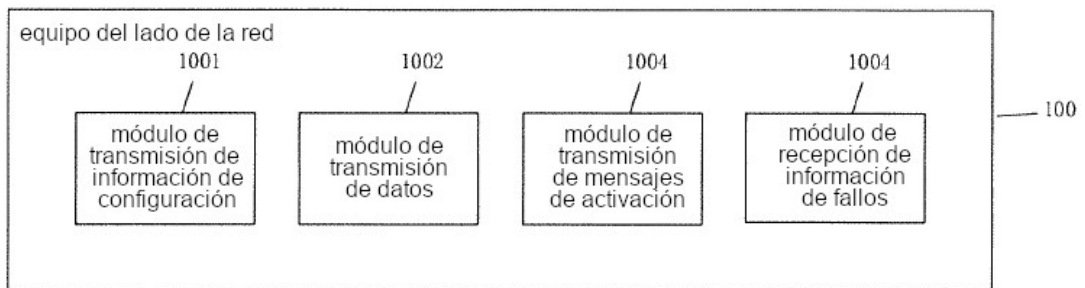 equipo del lado de la red
1001 1002 1004 1004
100
módulo de
transmisión de
información de
configuración
módulo de
transmisión
de datos
módulo de
transmisión
de mensajes
de activación
módulo de
recepción de
información
de fallos